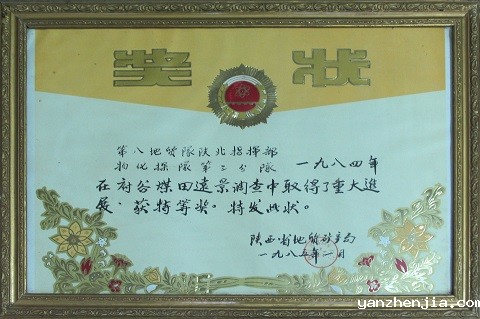 奖状
第八地质队陕北指挥部
物化探队第二分队 一九八四年
在府谷煤田远景调查中取得了重大进
展·获特等奖。特发此状。
陕西省地质矿产局
一九八五年一月
yanzhenjia.com